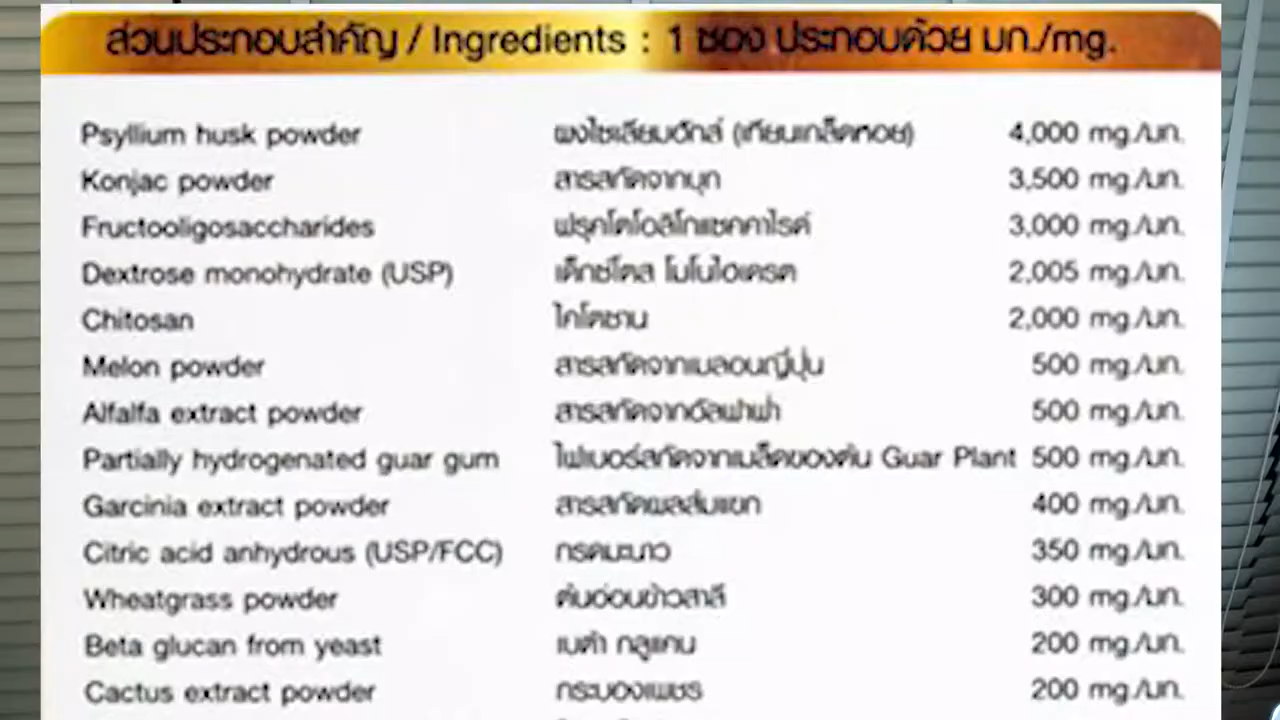 ส่วนประกอบสำคัญ / Ingredients : 1 ซอง ประกอบด้วย มก./mg.
Psyllium husk powder ผงไซเลียมฮักส์ (เทียนเกล็ดหอย) 4,000 mg./มก.
Konjac powder สารสกัดจากบุก 3,500 mg./มก.
Fructooligosaccharides ฟรุกโตโอลิโกแซคคาไรด์ 3,000 mg./มก.
Dextrose monohydrate (USP) เด็กซ์โตส โมโนไฮเดรต 2,005 mg./มก.
Chitosan ไคโตซาน 2,000 mg./มก.
Melon powder สารสกัดจากเมลอนญี่ปุ่น 500 mg./มก.
Alfalfa extract powder สารสกัดจากอัลฟาฟ่า 500 mg./มก.
Partially hydrogenated guar gum ไฟเบอร์สกัดจากเมล็ดของต้น Guar Plant 500 mg./มก.
Garcinia extract powder สารสกัดผลส้มแขก 400 mg./มก.
Citric acid anhydrous (USP/FCC) กรดมะนาว 350 mg./มก.
Wheatgrass powder ต้นอ่อนข้าวสาลี 300 mg./มก.
Beta glucan from yeast เบต้า กลูแคน 200 mg./มก.
Cactus extract powder กระบองเพชร 200 mg./มก.